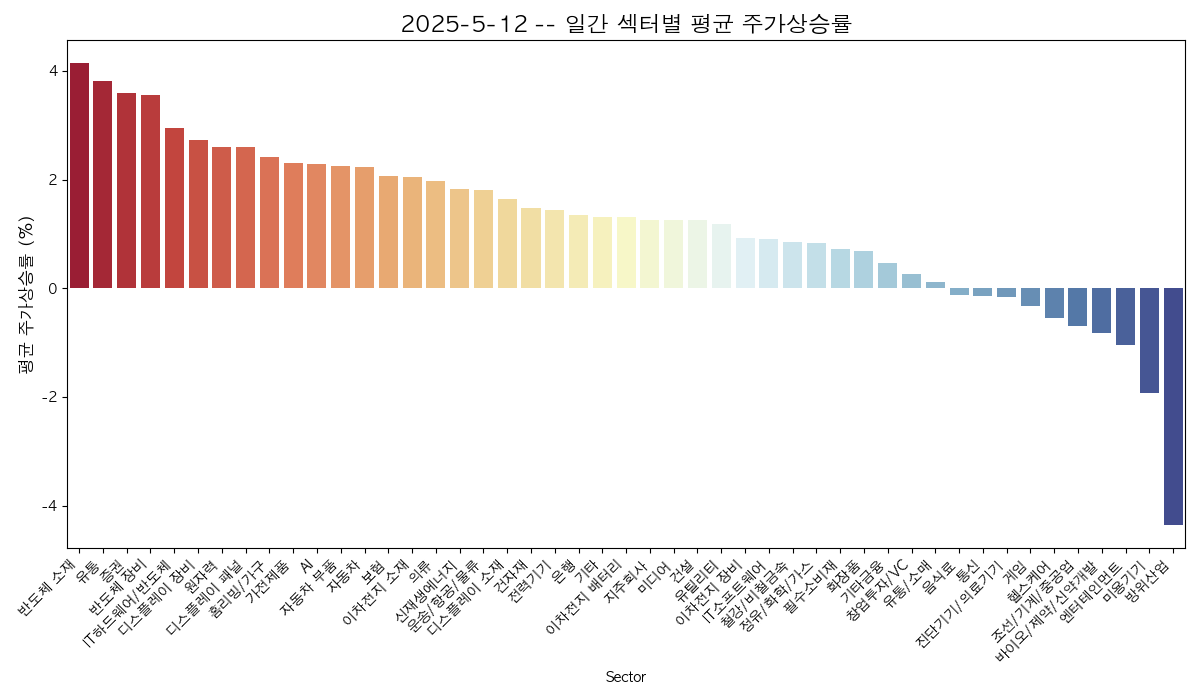 2025-5-12 -- 일간 섹터별 평균 주가상승률
평균 주가상승률 (%)
4
2
0
-2
-4
반도체 소재
유통
증권
반도체 장비
IT하드웨어/반도체
디스플레이 장비
원자력
디스플레이 패널
홈리빙/가구
가전제품
AI
자동차 부품
자동차
보험
이차전지 소재
의류
신재생에너지
운송/항공/물류
디스플레이 소재
건자재
전력기기
은행
기타
이차전지 배터리
지주회사
미디어
건설
유틸리티
이차전지 장비
IT소프트웨어
철강/비철금속
정유/화학/가스
필수소비재
화장품
기타금융
창업투자/VC
유통/소매
음식료
통신
진단기기/의료기기
게임
헬스케어
조선/기계/중공업
바이오/제약/신약개발
엔터테인먼트
미용기기
방위산업
Sector